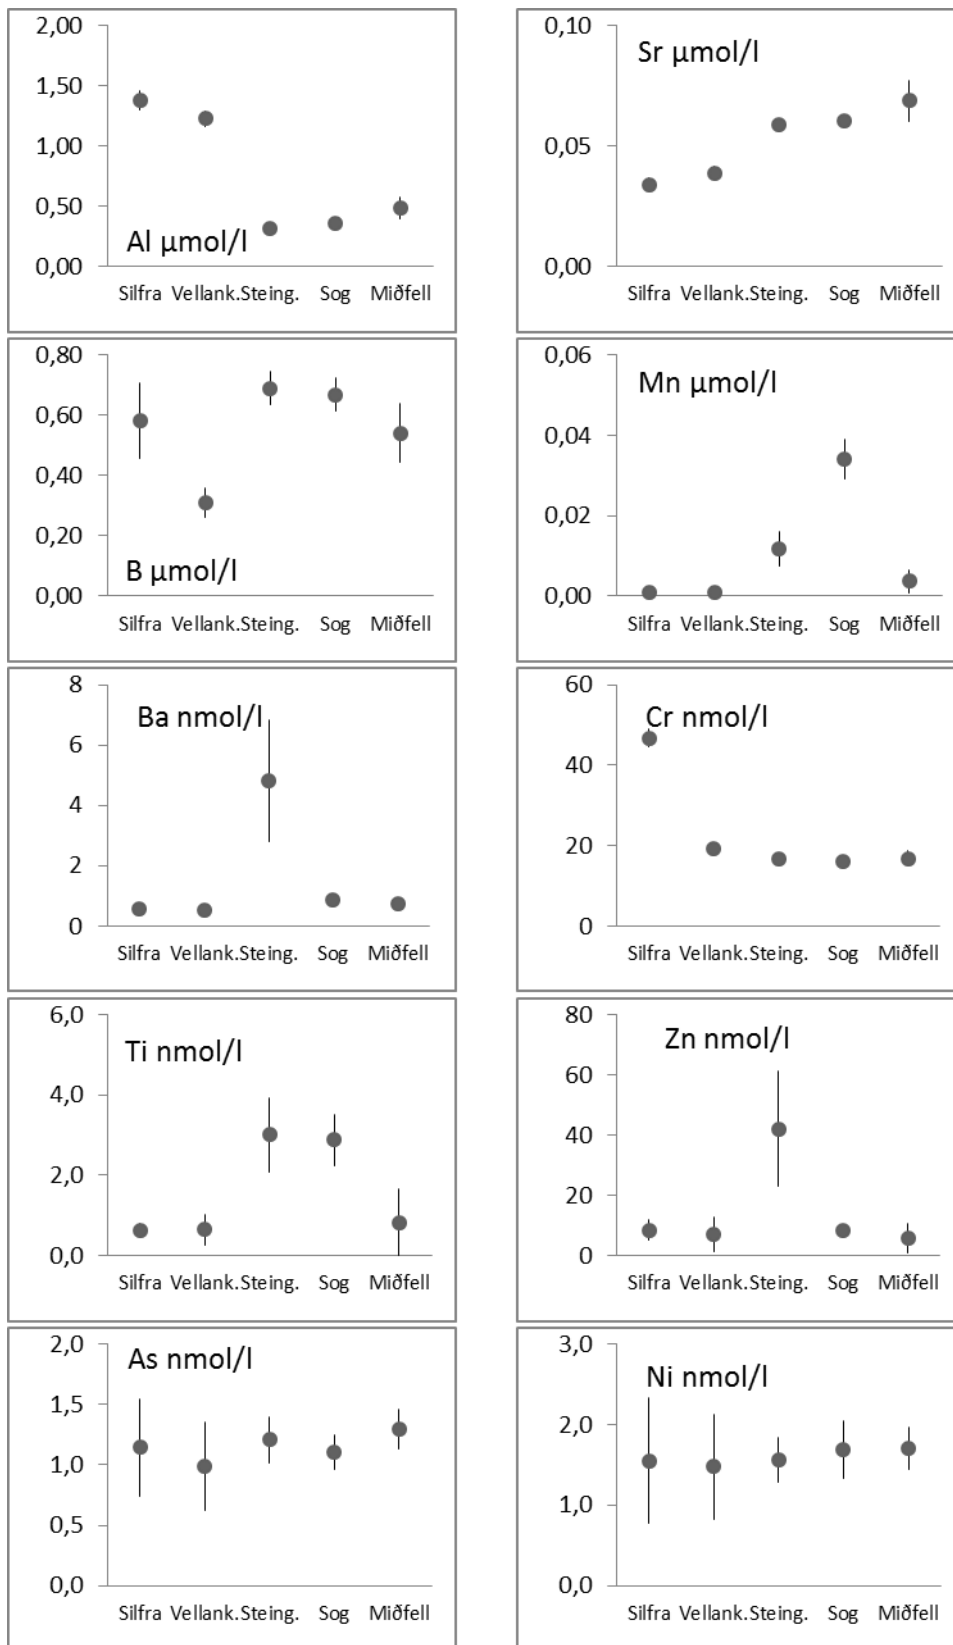 2,00
1,50
1,00
0,50
0,00
Al µmol/l
Silfra Vellank. Steing. Sog Miðfell
0,10
0,05
0,00
Sr µmol/l
Silfra Vellank. Steing. Sog Miðfell
0,80
0,60
0,40
0,20
0,00
B µmol/l
Silfra Vellank. Steing. Sog Miðfell
0,06
0,04
0,02
0,00
Mn µmol/l
Silfra Vellank. Steing. Sog Miðfell
8
6
4
2
0
Ba nmol/l
Silfra Vellank. Steing. Sog Miðfell
60
40
20
0
Cr nmol/l
Silfra Vellank. Steing. Sog Miðfell
6,0
4,0
2,0
0,0
Ti nmol/l
Silfra Vellank. Steing. Sog Miðfell
80
60
40
20
0
Zn nmol/l
Silfra Vellank. Steing. Sog Miðfell
2,0
1,5
1,0
0,5
0,0
As nmol/l
Silfra Vellank. Steing. Sog Miðfell
3,0
2,0
1,0
0,0
Ni nmol/l
Silfra Vellank. Steing. Sog Miðfell